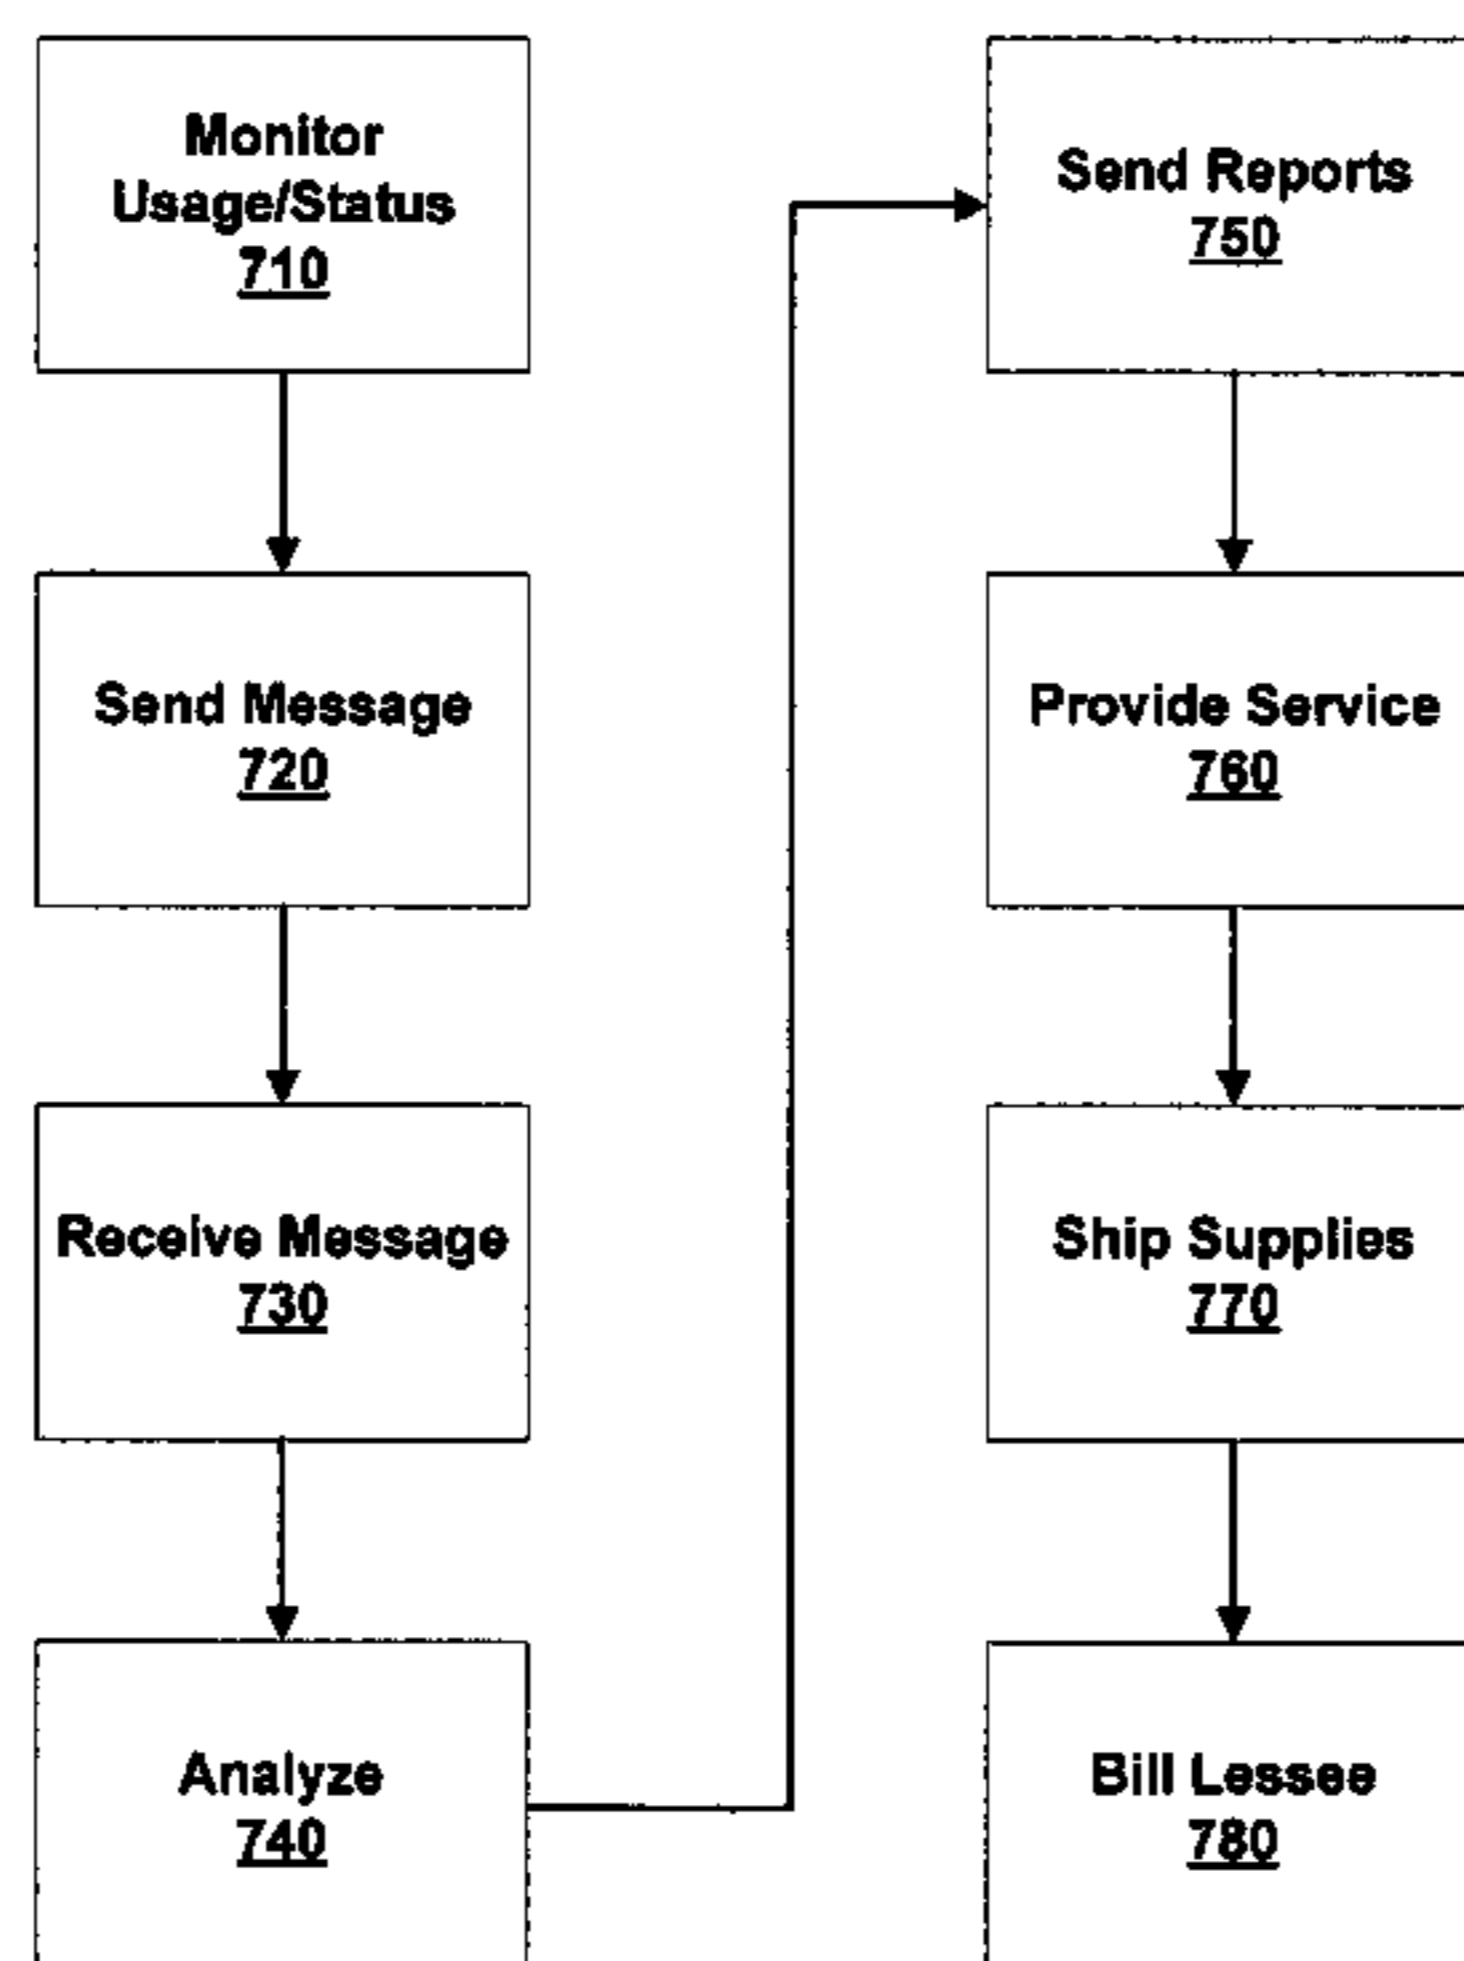 Monitor
Usage/Status
710
Send Message
720
Receive Message
730
Analyze
740
Send Reports
750
Provide Service
760
Ship Supplies
770
Bill Lessee
780